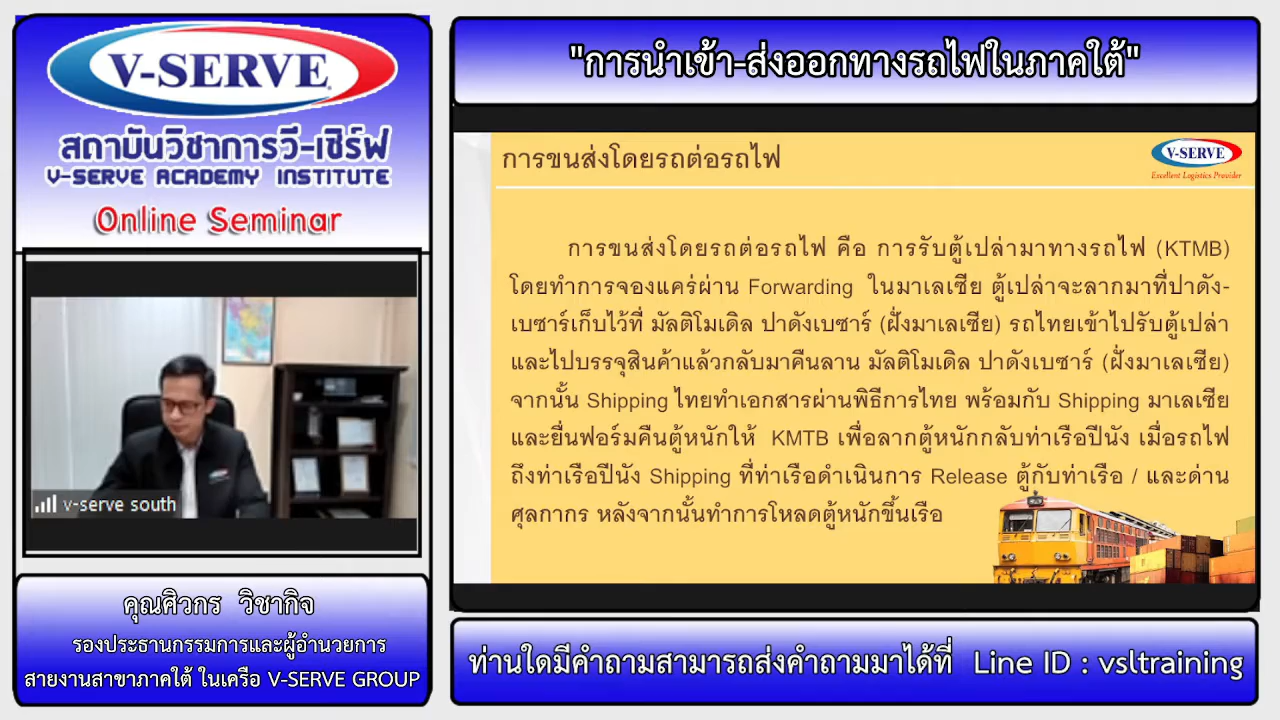 V-SERVE
สถาบันวิชาการวี-เซิร์ฟ
V-SERVE ACADEMY INSTITUTE
Online Seminar
v-serve south
คุณศิวกร วิชากิจ
รองประธานกรรมการและผู้อำนวยการ
สายงานสาขาภาคใต้ ในเครือ V-SERVE GROUP
"การนำเข้า-ส่งออกทางรถไฟในภาคใต้"
การขนส่งโดยรถต่อรถไฟ
V-SERVE
Excellent Logistics Provider
การขนส่งโดยรถต่อรถไฟ คือ การรับตู้เปล่ามาทางรถไฟ (KTMB)
โดยทำการจองแคร่ผ่าน Forwarding ในมาเลเซีย ตู้เปล่าจะลากมาที่ปาดัง-
เบซาร์เก็บไว้ที่ มัลติโมเดิล ปาดังเบซาร์ (ฝั่งมาเลเซีย) รถไทยเข้าไปรับตู้เปล่า
และไปบรรจุสินค้าแล้วกลับมาคืนลาน มัลติโมเดิล ปาดังเบซาร์ (ฝั่งมาเลเซีย)
จากนั้น Shipping ไทยทำเอกสารผ่านพิธีการไทย พร้อมกับ Shipping มาเลเซีย
และยื่นฟอร์มคืนตู้หนักให้ KMTB เพื่อลากตู้หนักกลับท่าเรือปีนัง เมื่อรถไฟ
ถึงท่าเรือปีนัง Shipping ที่ท่าเรือดำเนินการ Release ตู้กับท่าเรือ / และด่าน
ศุลกากร หลังจากนั้นทำการโหลดตู้หนักขึ้นเรือ
ท่านใดมีคำถามสามารถส่งคำถามมาได้ที่ Line ID : vsltraining